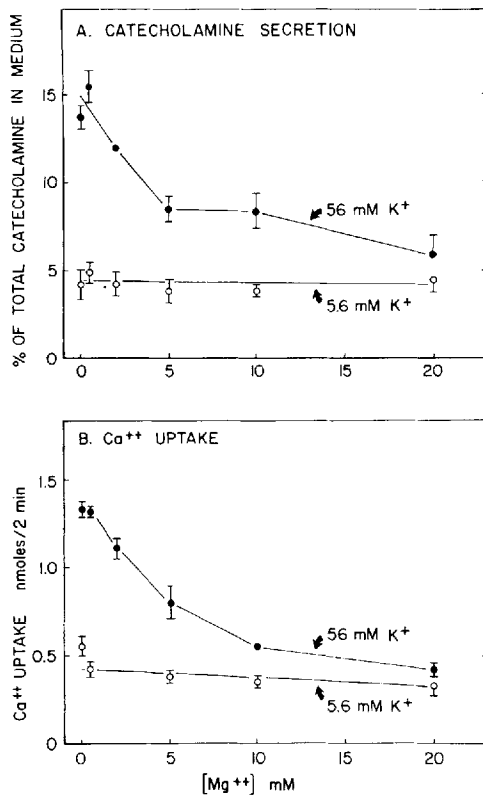 A. CATECHOLAMINE SECRETION
% OF TOTAL CATECHOLAMINE IN MEDIUM
15
10
5
0
56 mM K+
5.6 mM K+
0
5
10
15
20
B. Ca++ UPTAKE
Ca++ UPTAKE nmoles/2 min
1.5
1.0
0.5
0
56 mM K+
5.6 mM K+
0
5
10
15
20
[Mg++] mM